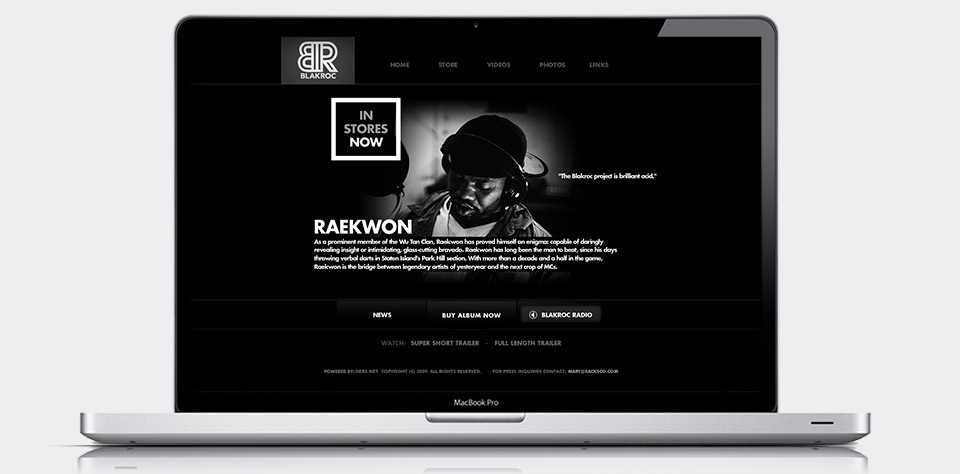 BR
BLAKROC
HOME STORE VIDEOS PHOTOS LINKS
IN
STORES
NOW
"The Blakroc project is brilliant acid."
RAEKWON
As a prominent member of the Wu Tan Clan, Raekwon has proved himself an enigma: capable of daringly
revealing insight or intimidating, glass-cutting bravado. Raekwon has long been the man to beat, since his days
throwing verbal darts in Staten Island's Park Hill section. With more than a decade and a half in the game,
Raekwon is the bridge between legendary artists of yesteryear and the next crop of MCs.
NEWS BUY ALBUM NOW BLAKROC RADIO
WATCH: SUPER SHORT TRAILER - FULL LENGTH TRAILER
POWERED BY: DERS.NET COPYRIGHT (C) 2009. ALL RIGHTS RESERVED. FOR PRESS INQUIRIES CONTACT: MARY@SACKSCO.COM
MacBook Pro